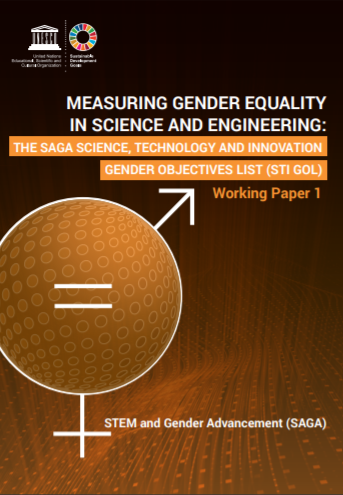 United Nations
Educational, Scientific and
Cultural Organization
Sustainable
Development
Goals
MEASURING GENDER EQUALITY
IN SCIENCE AND ENGINEERING:
THE SAGA SCIENCE, TECHNOLOGY AND INNOVATION
GENDER OBJECTIVES LIST (STI GOL)
Working Paper 1
STEM and Gender Advancement (SAGA)